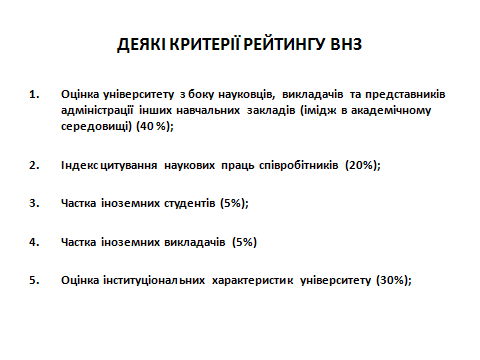 ДЕЯКІ КРИТЕРІЇ РЕЙТИНГУ ВНЗ
1. Оцінка університету з боку науковців, викладачів та представників
адміністрації інших навчальних закладів (імідж в академічному
середовищі) (40 %);
2. Індекс цитування наукових праць співробітників (20%);
3. Частка іноземних студентів (5%);
4. Частка іноземних викладачів (5%)
5. Оцінка інституціональних характеристик університету (30%);